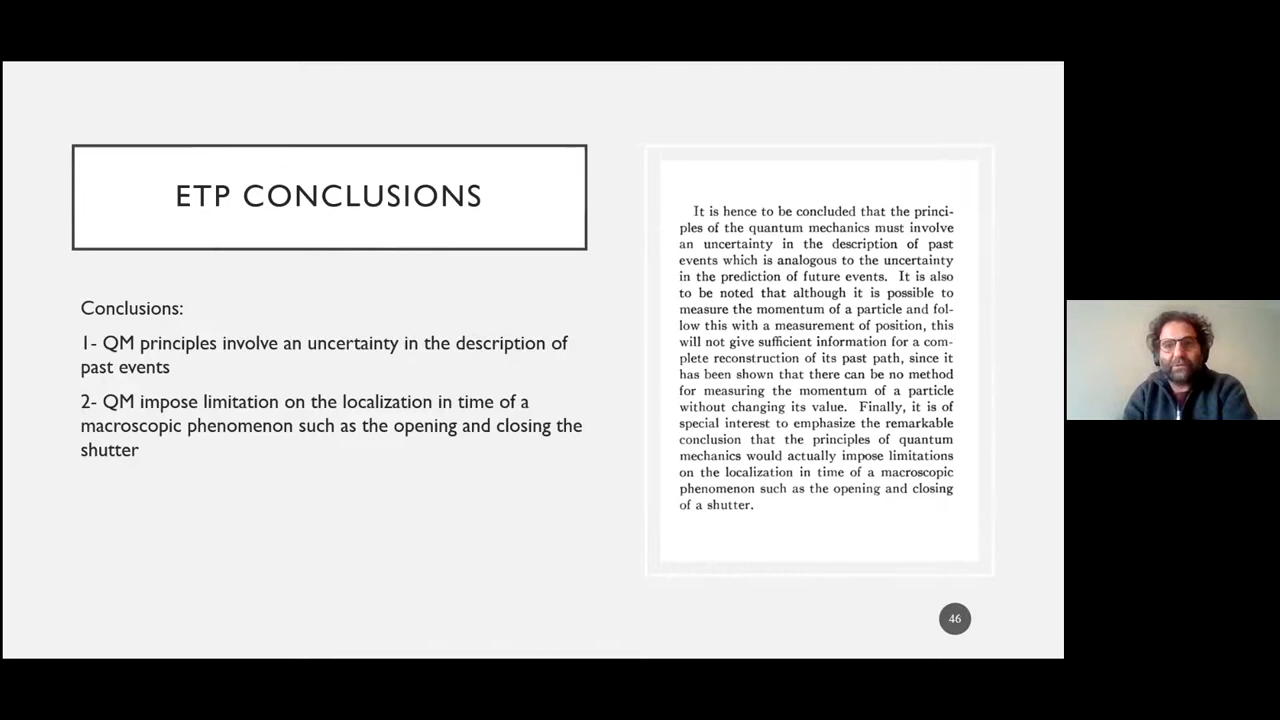 ETP CONCLUSIONS
Conclusions:
1- QM principles involve an uncertainty in the description of
past events
2- QM impose limitation on the localization in time of a
macroscopic phenomenon such as the opening and closing the
shutter
It is hence to be concluded that the princi-
ples of the quantum mechanics must involve
an uncertainty in the description of past
events which is analogous to the uncertainty
in the prediction of future events. It is also
to be noted that although it is possible to
measure the momentum of a particle and fol-
low this with a measurement of position, this
will not give sufficient information for a com-
plete reconstruction of its past path, since it
has been shown that there can be no method
for measuring the momentum of a particle
without changing its value. Finally, it is of
special interest to emphasize the remarkable
conclusion that the principles of quantum
mechanics would actually impose limitations
on the localization in time of a macroscopic
phenomenon such as the opening and closing
of a shutter.
46